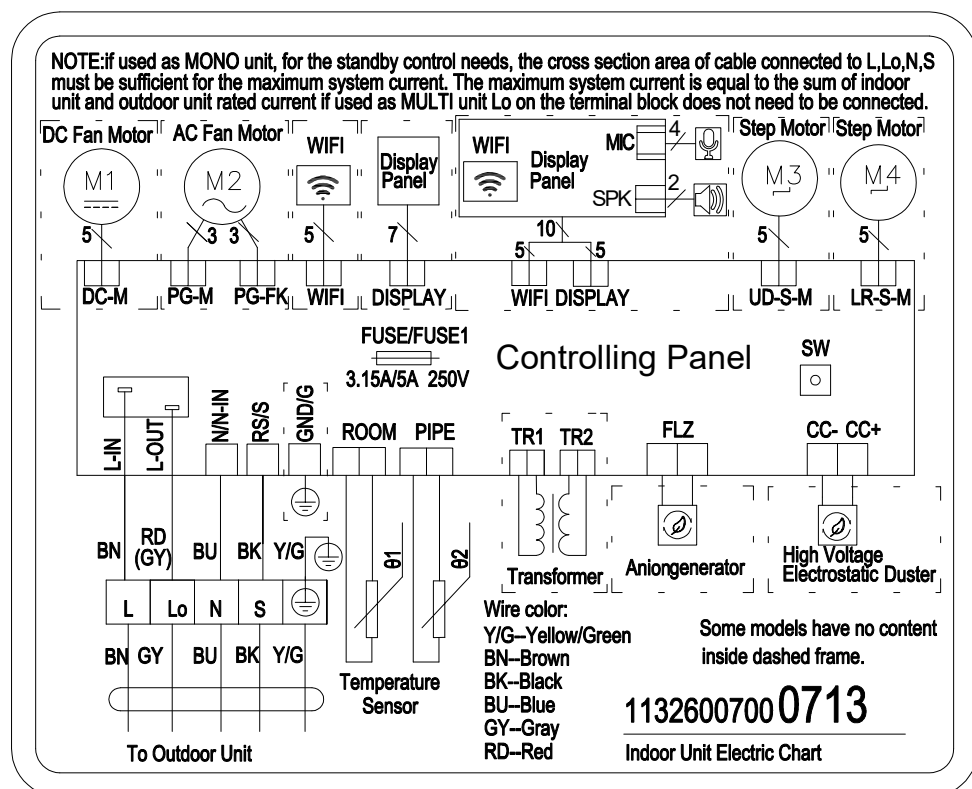 NOTE:if used as MONO unit, for the standby control needs, the cross section area of cable connected to L,Lo,N,S
must be sufficient for the maximum system current. The maximum system current is equal to the sum of indoor
unit and outdoor unit rated current if used as MULTI unit Lo on the terminal block does not need to be connected.
DC Fan Motor AC Fan Motor WIFI Display Panel WIFI Display Panel MIC 4 Step Motor Step Motor
M1 M2 SPK 2 M3 M4
5 3 3 5 7 10 5 5 5 5
DC-M PG-M PG-FK WIFI DISPLAY WIFI DISPLAY UD-S-M LR-S-M
FUSE/FUSE1
3.15A/5A 250V
Controlling Panel
SW
L-IN L-OUT N/N-IN RS/S GND/G ROOM PIPE TR1 TR2 FLZ CC- CC+
BN RD (GY) BU BK Y/G θ1 θ2
Transformer Aniongenerator High Voltage
Electrostatic Duster
L Lo N S
BN GY BU BK Y/G
Temperature
Sensor
To Outdoor Unit
Wire color:
Y/G--Yellow/Green
BN--Brown
BK--Black
BU--Blue
GY--Gray
RD--Red
Some models have no content
inside dashed frame.
1132600700 0713
Indoor Unit Electric Chart